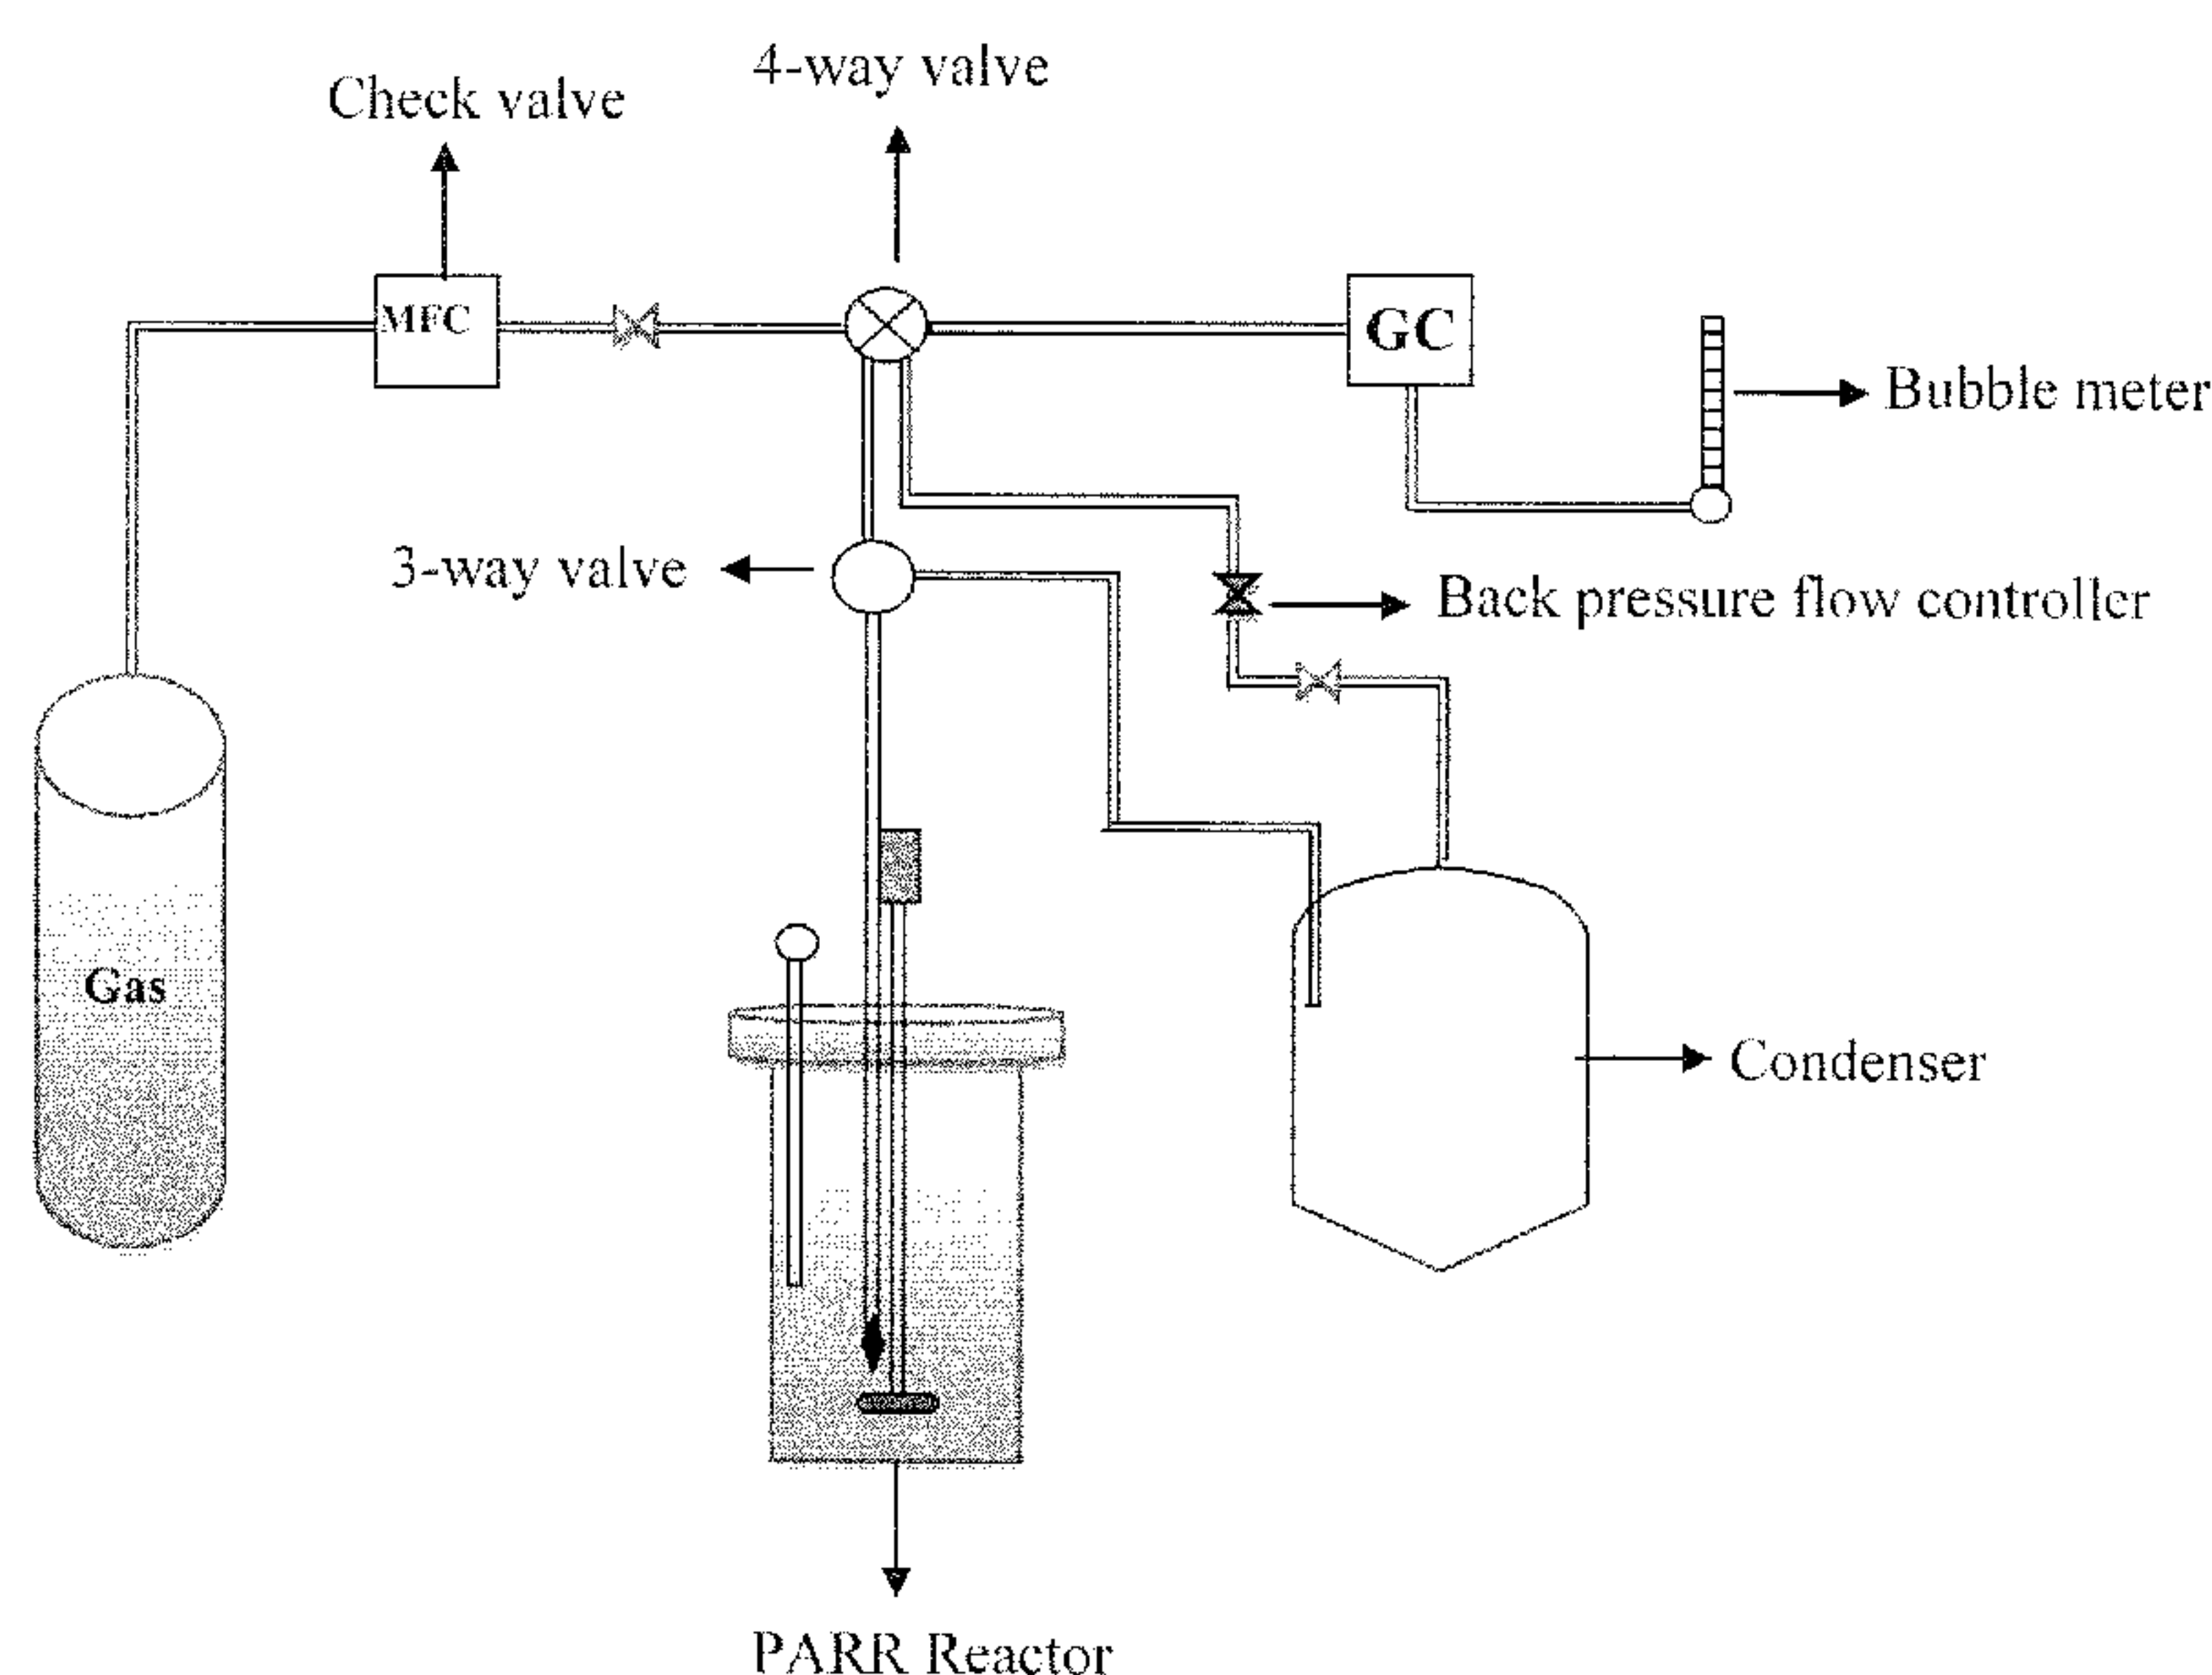 4-way valve
Check valve
MFC
GC
Bubble meter
3-way valve
Back pressure flow controller
Gas
Condenser
PARR Reactor